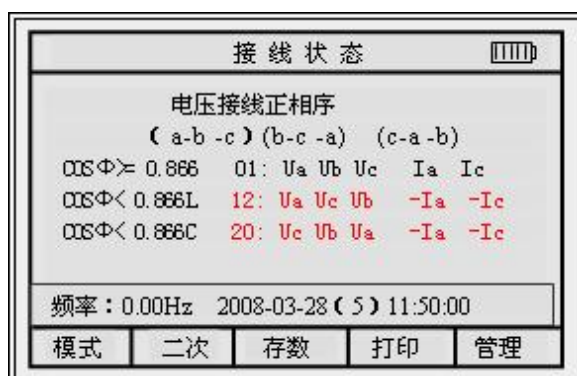 接线状态
电压接线正相序
(a-b-c) (b-c-a) (c-a-b)
COSΦ>= 0.866 01: Ua Ub Uc Ia Ic
COSΦ< 0.866L 12: Ua Uc Ub -Ia -Ic
COSΦ< 0.866C 20: Uc Ub Ua -Ia -Ic
频率：0.00Hz 2008-03-28(5)11:50:00
模式 二次 存数 打印 管理